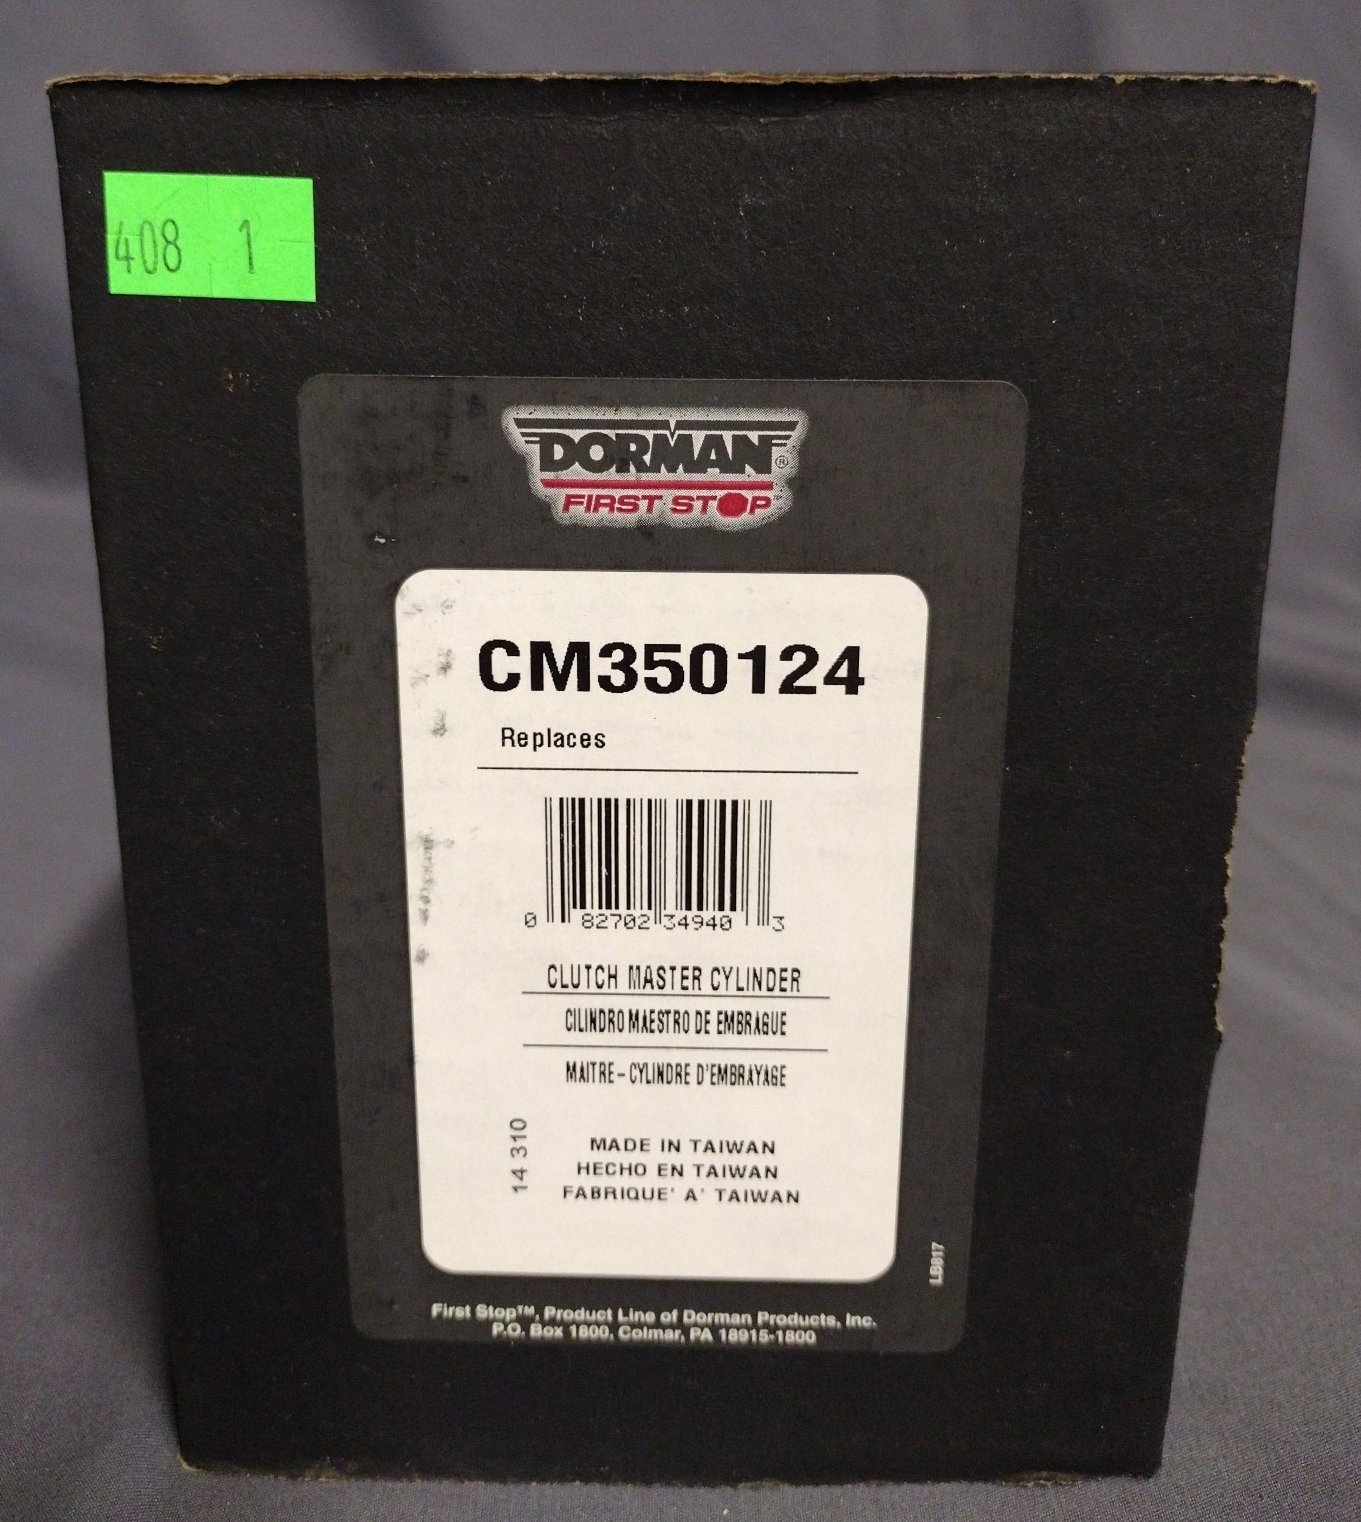 408 1
DORMAN®
FIRST STOP™
CM350124
Replaces
0 82702 34940 3
CLUTCH MASTER CYLINDER
CILINDRO MAESTRO DE EMBRAGUE
MAITRE-CYLINDRE D'EMBRAYAGE
14 310
MADE IN TAIWAN
HECHO EN TAIWAN
FABRIQUE' A' TAIWAN
LB817
First Stop™, Product Line of Dorman Products, Inc.
P.O. Box 1800, Colmar, PA 18915-1800